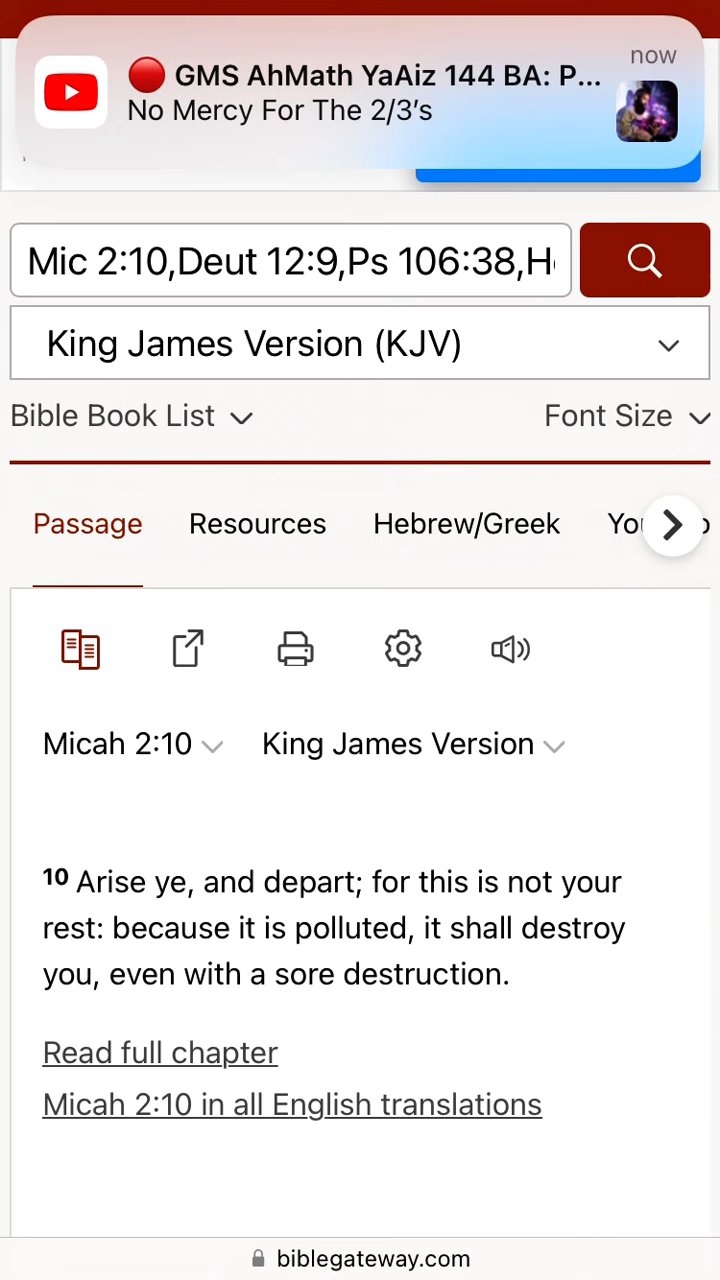 now
🔴 GMS AhMath YaAiz 144 BA: P...
No Mercy For The 2/3's
Mic 2:10,Deut 12:9,Ps 106:38,H
King James Version (KJV)
Bible Book List
Font Size
Passage
Resources
Hebrew/Greek
Yo
Micah 2:10
King James Version
10 Arise ye, and depart; for this is not your
rest: because it is polluted, it shall destroy
you, even with a sore destruction.
Read full chapter
Micah 2:10 in all English translations
biblegateway.com